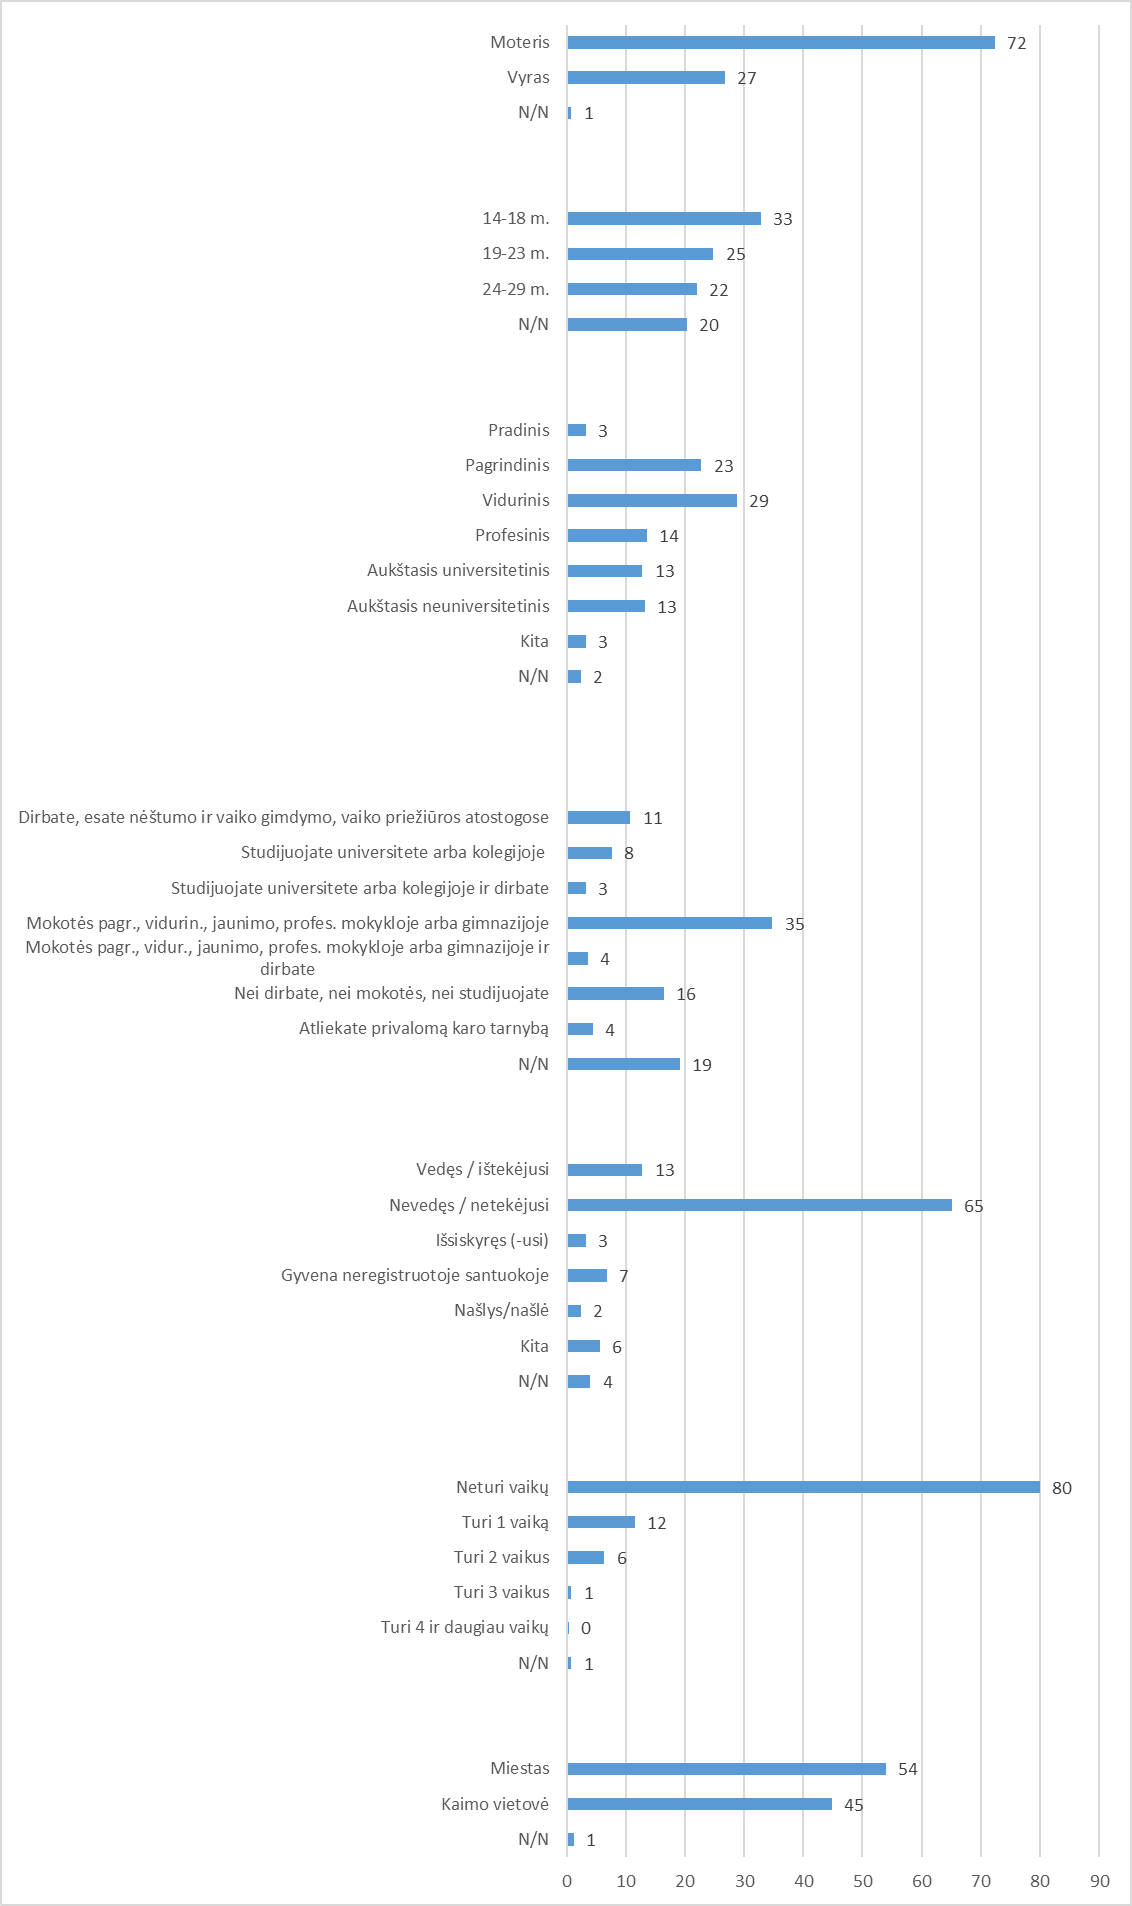 Moteris 72
Vyras 27
N/N 1
14-18 m. 33
19-23 m. 25
24-29 m. 22
N/N 20
Pradinis 3
Pagrindinis 23
Vidurinis 29
Profesinis 14
Aukštasis universitetinis 13
Aukštasis neuniversitetinis 13
Kita 3
N/N 2
Dirbate, esate nėštumo ir vaiko gimdymo, vaiko priežiūros atostogose 11
Studijuojate universitete arba kolegijoje 8
Studijuojate universitete arba kolegijoje ir dirbate 3
Mokotės pagr., vidurin., jaunimo, profes. mokykloje arba gimnazijoje 35
Mokotės pagr., vidur., jaunimo, profes. mokykloje arba gimnazijoje ir
dirbate 4
Nei dirbate, nei mokotės, nei studijuojate 16
Atliekate privalomą karo tarnybą 4
N/N 19
Vedęs / ištekėjusi 13
Nevedęs / netekėjusi 65
Išsiskyręs (-usi) 3
Gyvena neregistruotoje santuokoje 7
Našlys/našlė 2
Kita 6
N/N 4
Neturi vaikų 80
Turi 1 vaiką 12
Turi 2 vaikus 6
Turi 3 vaikus 1
Turi 4 ir daugiau vaikų 0
N/N 1
Miestas 54
Kaimo vietovė 45
N/N 1
0 10 20 30 40 50 60 70 80 90